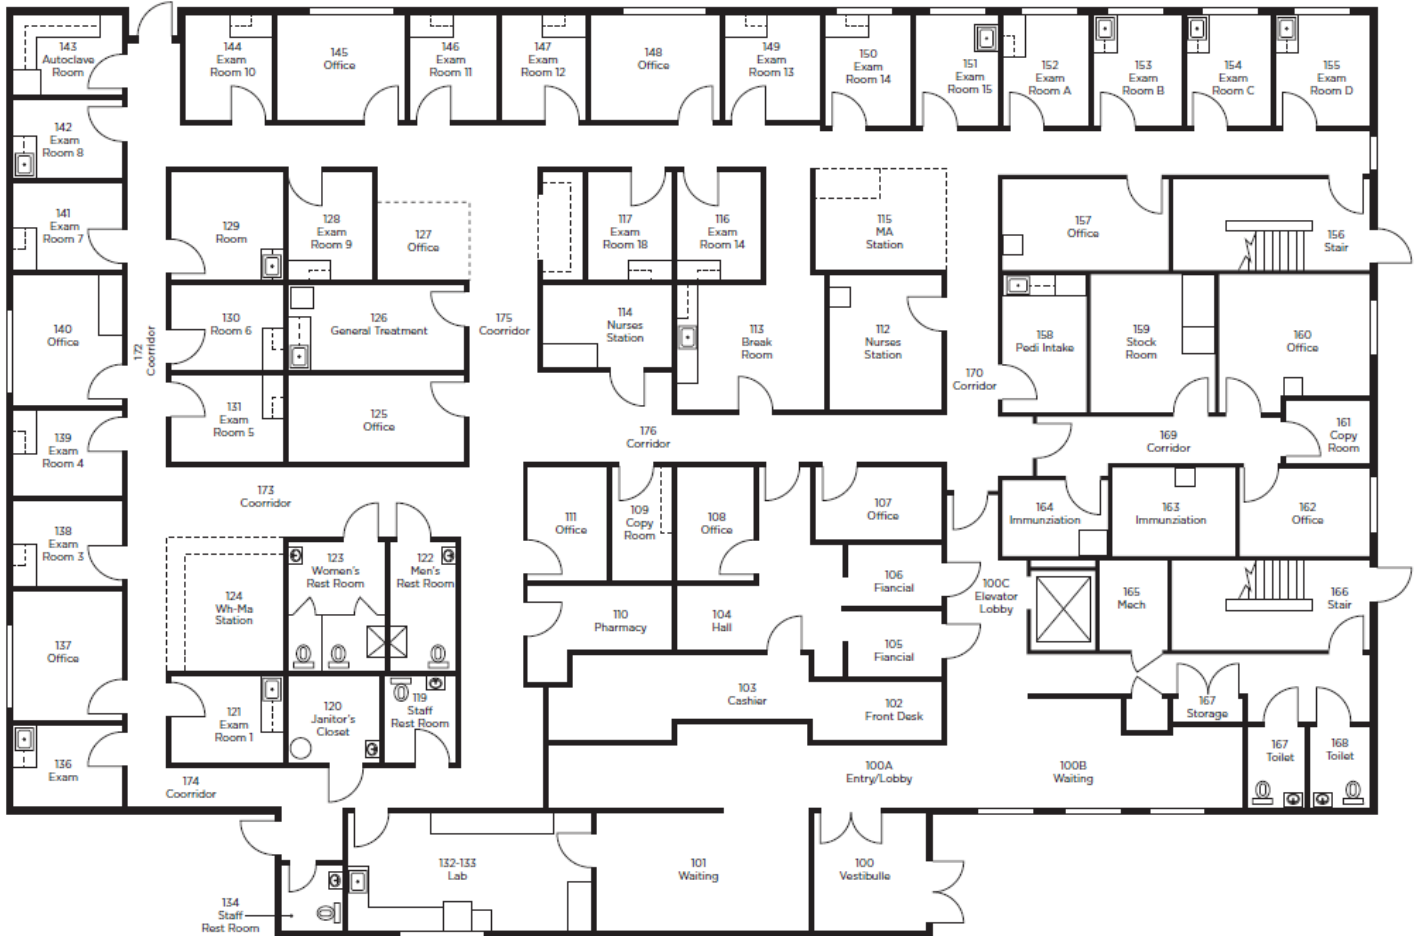 143
Autoclave
Room
144
Exam
Room 10
145
Office
146
Exam
Room 11
147
Exam
Room 12
148
Office
149
Exam
Room 13
150
Exam
Room 14
151
Exam
Room 15
152
Exam
Room A
153
Exam
Room B
154
Exam
Room C
155
Exam
Room D
142
Exam
Room 8
141
Exam
Room 7
129
Room
128
Exam
Room 9
127
Office
117
Exam
Room 18
116
Exam
Room 14
115
MA
Station
157
Office
156
Stair
140
Office
172
Coorridor
130
Room 6
126
General Treatment
175
Coorridor
114
Nurses
Station
113
Break
Room
112
Nurses
Station
170
Corridor
158
Pedi Intake
159
Stock
Room
160
Office
139
Exam
Room 4
131
Exam
Room 5
125
Office
176
Corridor
169
Corridor
161
Copy
Room
173
Coorridor
138
Exam
Room 3
111
Office
109
Copy
Room
108
Office
107
Office
164
Immunziation
163
Immunziation
162
Office
124
Wh-Ma
Station
123
Women's
Rest Room
122
Men's
Rest Room
110
Pharmacy
104
Hall
106
Fiancial
105
Fiancial
100C
Elevator
Lobby
165
Mech
166
Stair
137
Office
121
Exam
Room 1
120
Janitor's
Closet
119
Staff
Rest Room
103
Cashier
102
Front Desk
167
Storage
136
Exam
174
Coorridor
100A
Entry/Lobby
100B
Waiting
167
Toilet
168
Toilet
132-133
Lab
101
Waiting
100
Vestibulle
134
Staff
Rest Room